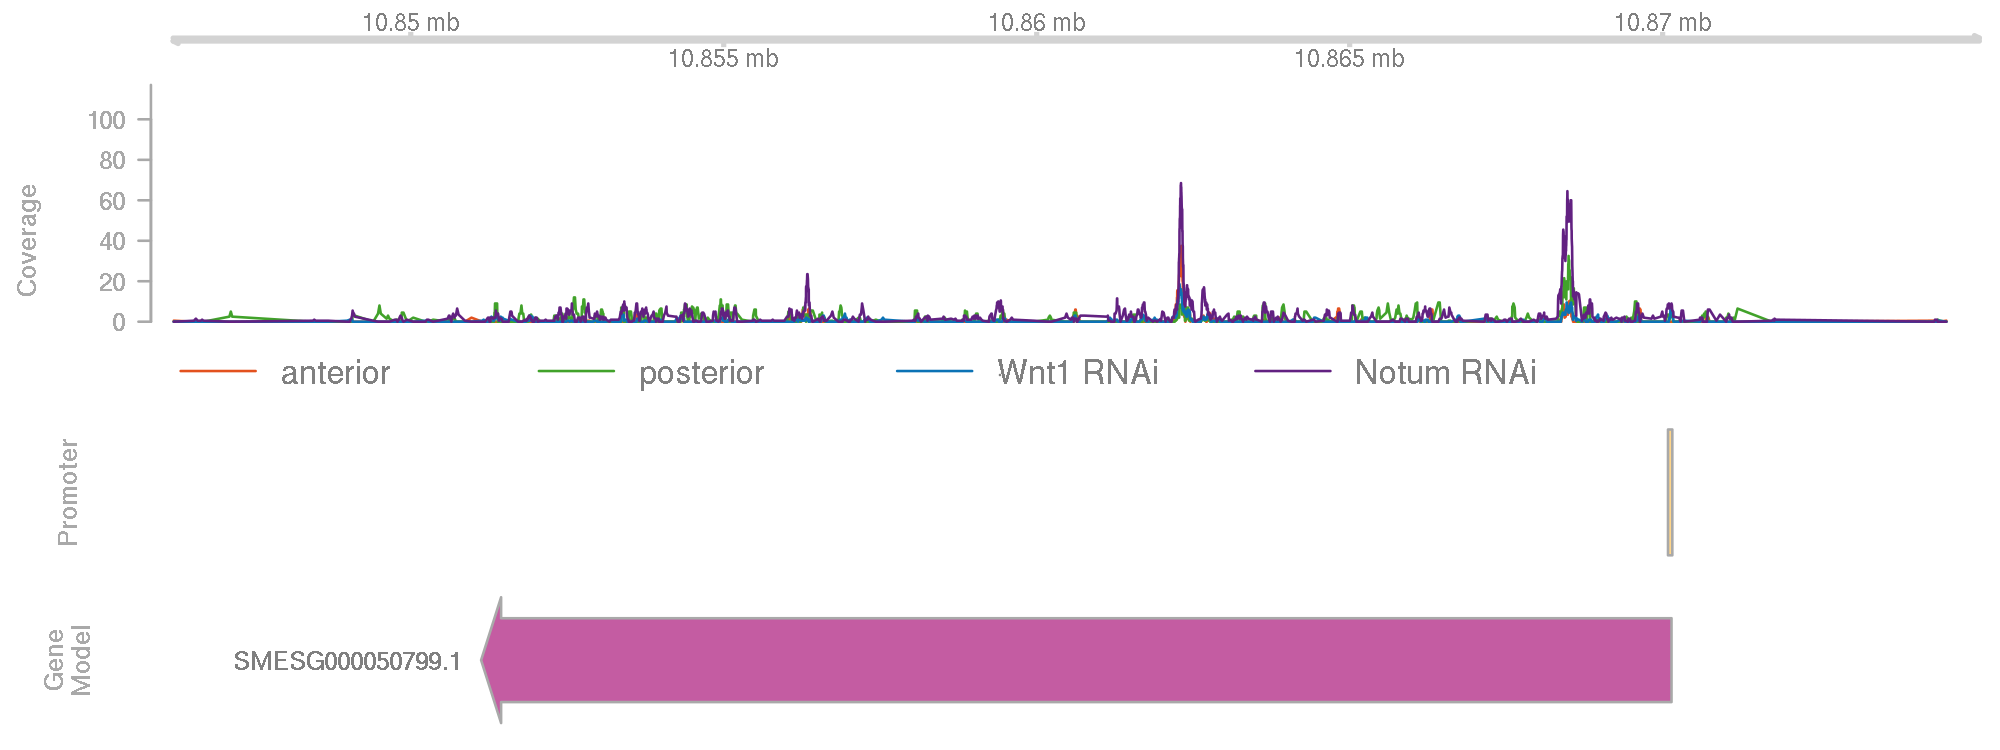 10.85 mb
10.86 mb
10.87 mb
10.855 mb
10.865 mb
Coverage
100
80
60
40
20
0
anterior
posterior
Wnt1 RNAi
Notum RNAi
Promoter
Gene
Model
SMESG000050799.1